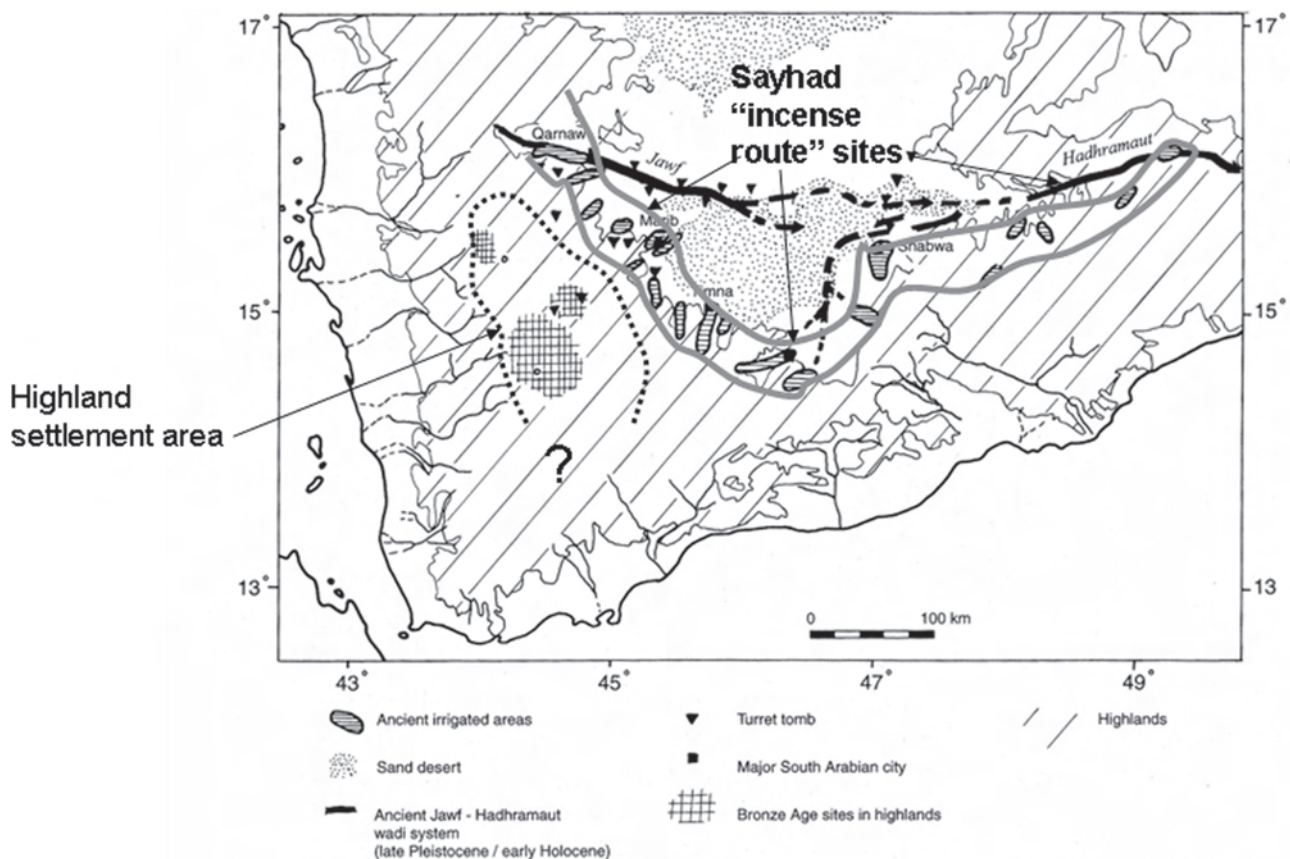 17°
17°
Sayhad
"incense
route" sites
Qarnaw
Jawf
Hadhramaut
Marib
Shabwa
Timna
15°
15°
Highland
settlement area
?
13°
13
0 100 km
43° 45° 47° 49°
Ancient irrigated areas
Turret tomb
Highlands
Sand desert
Major South Arabian city
Ancient Jawf - Hadhramaut
wadi system
(late Pleistocene / early Holocene)
Bronze Age sites in highlands